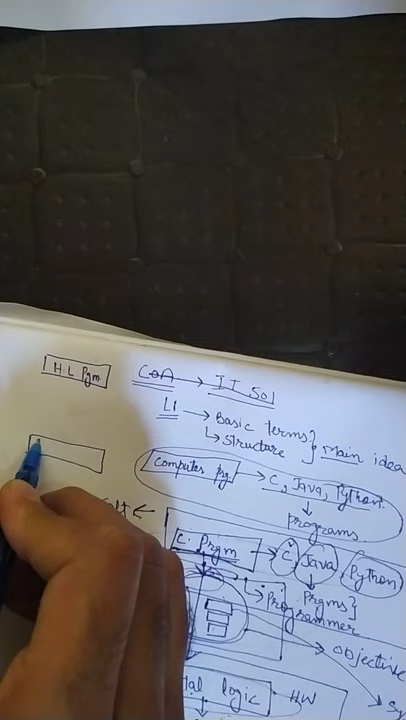 H L Pgm
COA → II Sol
L1 → Basic terms
↳ Structure } Main idea
Computer pg → C, Java, Python.
↓
Programs
C. Prgm → C, Java, Python
Prgms }
↳ Programmer
objective
tal logic HW